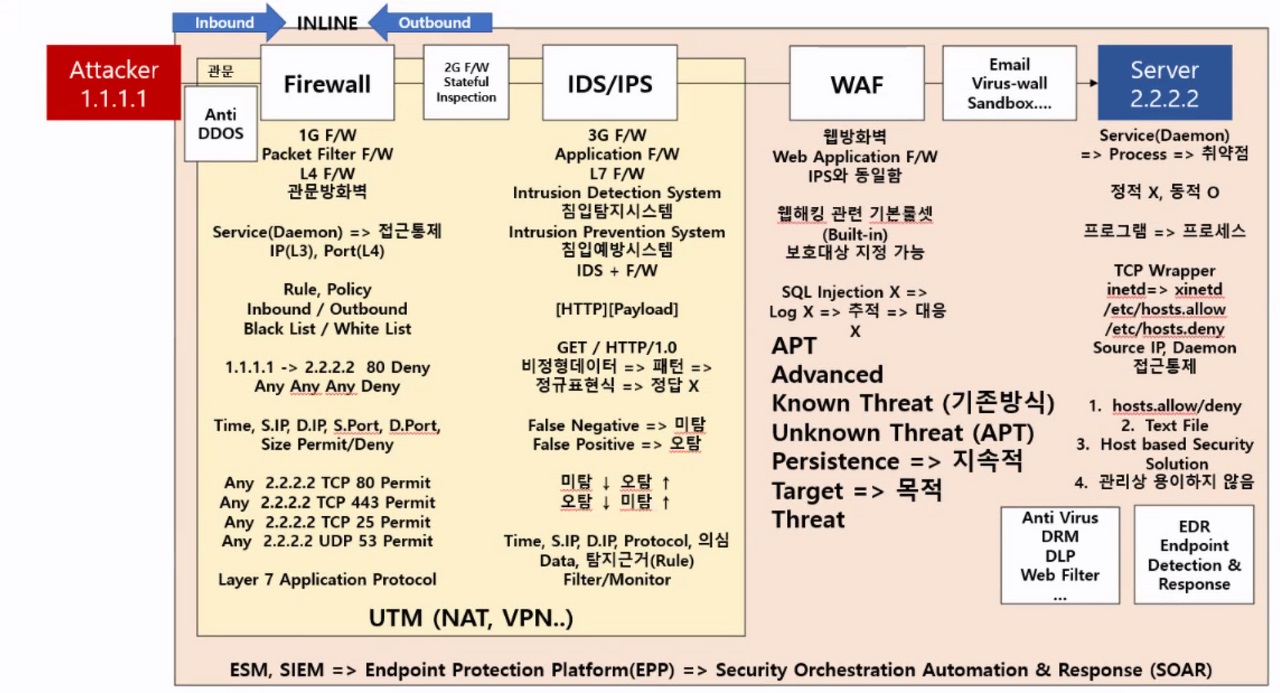 Inbound
INLINE
Outbound
Attacker
1.1.1.1
관문
Anti
DDOS
Firewall
2G F/W
Stateful
Inspection
IDS/IPS
WAF
Email
Virus-wall
Sandbox....
Server
2.2.2.2
1G F/W
Packet Filter F/W
L4 F/W
관문방화벽
Service(Daemon) => 접근통제
IP(L3), Port(L4)
Rule, Policy
Inbound / Outbound
Black List / White List
1.1.1.1 -> 2.2.2.2 80 Deny
Any Any Any Deny
Time, S.IP, D.IP, S.Port, D.Port,
Size Permit/Deny
Any 2.2.2.2 TCP 80 Permit
Any 2.2.2.2 TCP 443 Permit
Any 2.2.2.2 TCP 25 Permit
Any 2.2.2.2 UDP 53 Permit
Layer 7 Application Protocol
3G F/W
Application F/W
L7 F/W
Intrusion Detection System
침입탐지시스템
Intrusion Prevention System
침입예방시스템
IDS + F/W
[HTTP][Payload]
GET / HTTP/1.0
비정형데이터 => 패턴 =>
정규표현식 => 정답 X
False Negative => 미탐
False Positive => 오탐
미탐 ↓ 오탐 ↑
오탐 ↓ 미탐 ↑
Time, S.IP, D.IP, Protocol, 의심
Data, 탐지근거(Rule)
Filter/Monitor
UTM (NAT, VPN..)
웹방화벽
Web Application F/W
IPS와 동일함
웹해킹 관련 기본룰셋
(Built-in)
보호대상 지정 가능
SQL Injection X =>
Log X => 추적 => 대응
X
APT
Advanced
Known Threat (기존방식)
Unknown Threat (APT)
Persistence => 지속적
Target => 목적
Threat
Service(Daemon)
=> Process => 취약점
정적 X, 동적 O
프로그램 => 프로세스
TCP Wrapper
inetd=> xinetd
/etc/hosts.allow
/etc/hosts.deny
Source IP, Daemon
접근통제
1. hosts.allow/deny
2. Text File
3. Host based Security
Solution
4. 관리상 용이하지 않음
Anti Virus
DRM
DLP
Web Filter
...
EDR
Endpoint
Detection &
Response
ESM, SIEM => Endpoint Protection Platform(EPP) => Security Orchestration Automation & Response (SOAR)